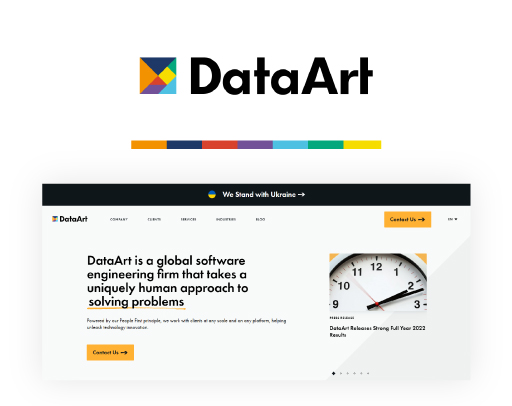 DataArt
We Stand with Ukraine →
DataArt COMPANY CLIENTS SERVICES INDUSTRIES BLOG Contact Us → EN
DataArt is a global software
engineering firm that takes a
uniquely human approach to
solving problems
Powered by our People First principle, we work with clients at any scale and on any platform, helping
unleash technology innovation.
Contact Us →
11 12 1
10 2
9 3
PRESS RELEASE
DataArt Releases Strong Full Year 2022
Results